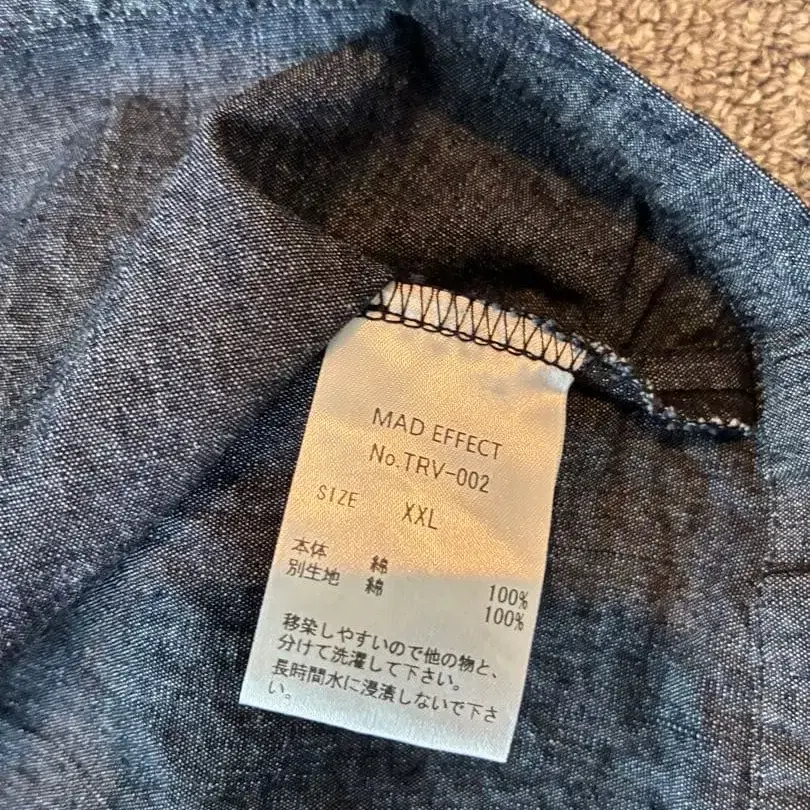 MAD EFFECT
No.TRV-002
SIZE XXL
本体 綿 100%
別生地 綿 100%
移染しやすいので他の物と、
分けて洗濯して下さい。
長時間水に浸漬しないで下さ
い。